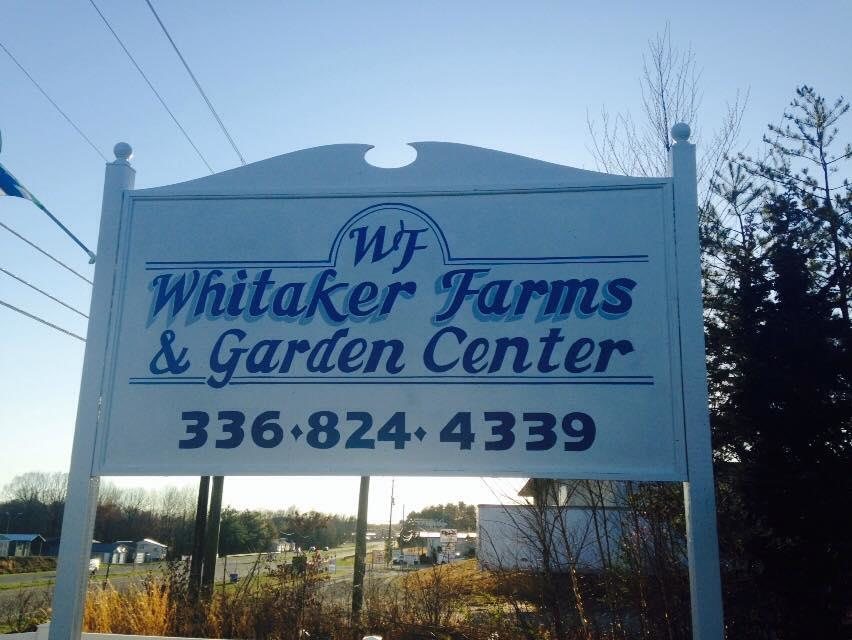 WF
Whitaker Farms
& Garden Center
336 ♦ 824 ♦ 4339